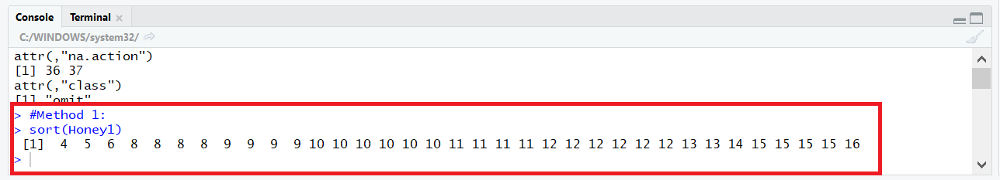 Console Terminal ×
C:/WINDOWS/system32/
attr(,"na.action")
[1] 36 37
attr(,"class")
[1] "omit"
> #Method 1:
> sort(Honey1)
[1] 4 5 6 8 8 8 8 9 9 9 9 10 10 10 10 10 10 11 11 11 11 12 12 12 12 12 12 13 13 14 15 15 15 15 16
>